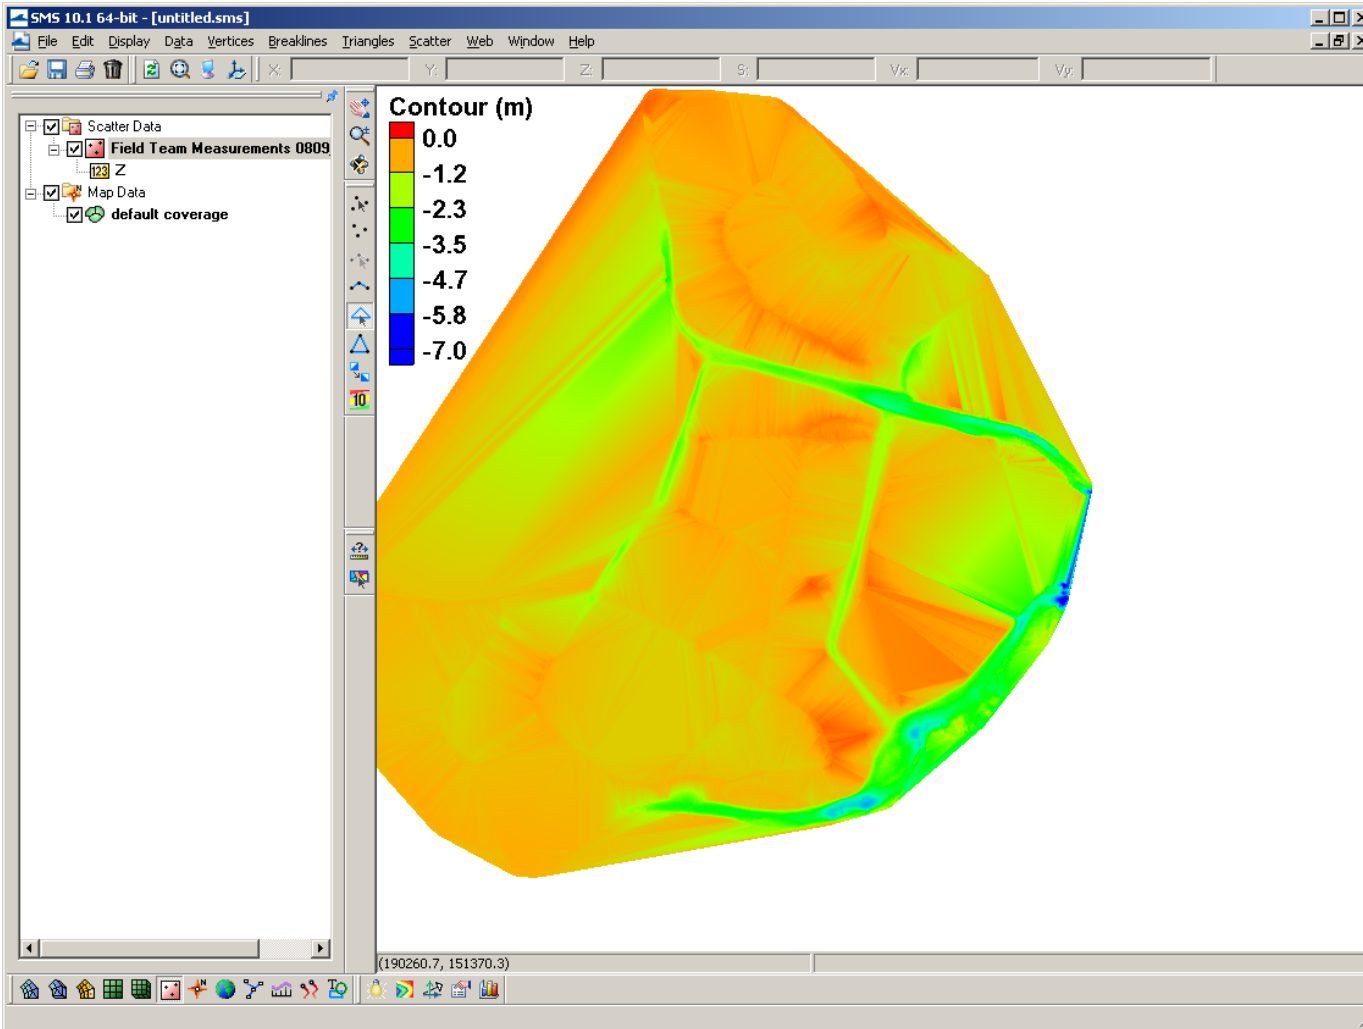 SMS 10.1 64-bit - [untitled.sms]
File Edit Display Data Vertices Breaklines Triangles Scatter Web Window Help
X: Y: Z: S: Vx: Vy:
Scatter Data
Field Team Measurements 0809
123 Z
Map Data
default coverage
10
Contour (m)
0.0
-1.2
-2.3
-3.5
-4.7
-5.8
-7.0
(190260.7, 151370.3)